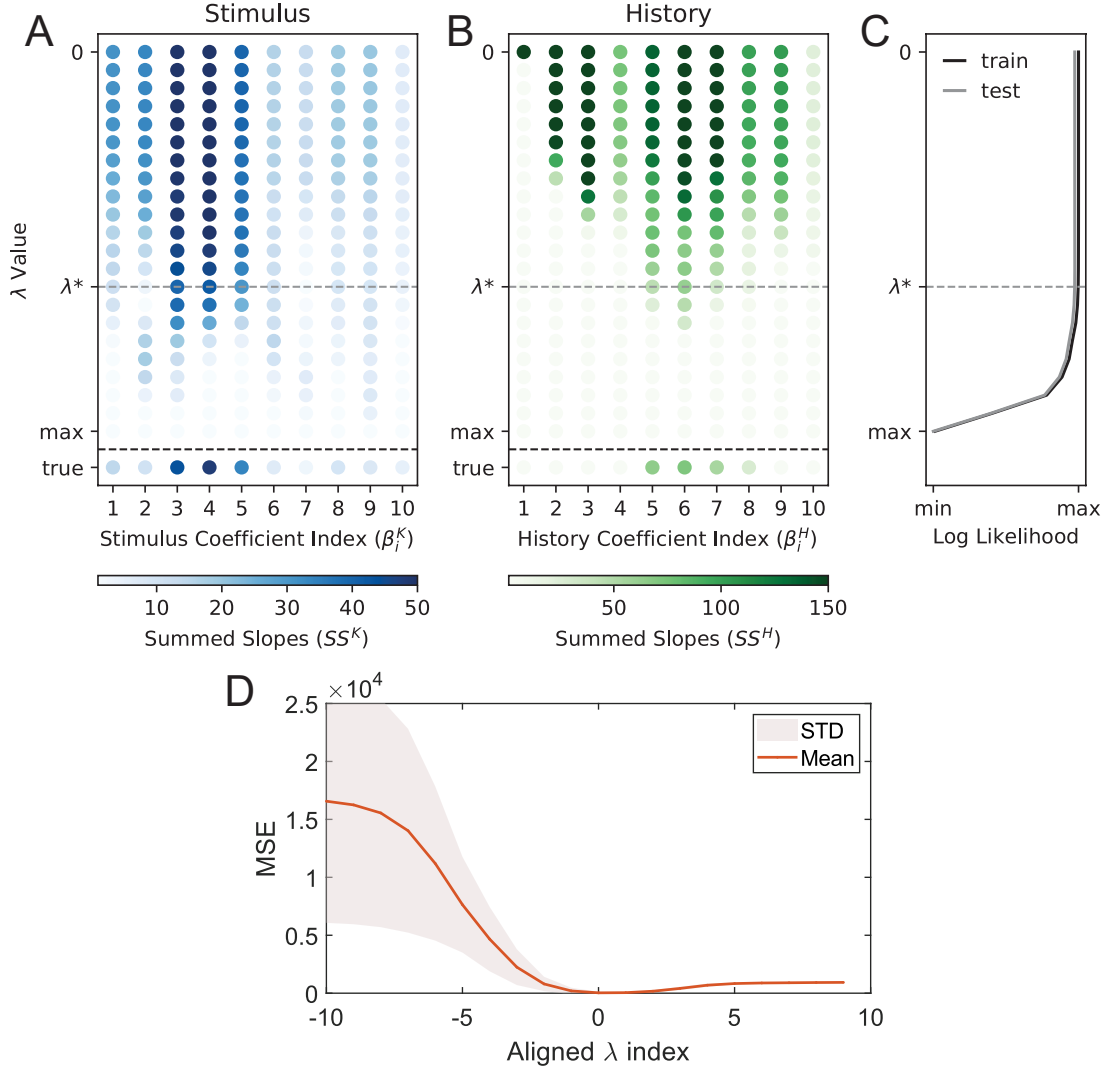 A
Stimulus
B
History
C
0
0
0
train
test
λ Value
λ*
λ*
λ*
max
max
max
true
true
1 2 3 4 5 6 7 8 9 10
1 2 3 4 5 6 7 8 9 10
min max
Stimulus Coefficient Index (β_i^K)
History Coefficient Index (β_i^H)
Log Likelihood
10 20 30 40 50
50 100 150
Summed Slopes (SS^K)
Summed Slopes (SS^H)
D
×10^4
2.5
2
1.5
1
0.5
0
MSE
STD
Mean
-10 -5 0 5 10
Aligned λ index